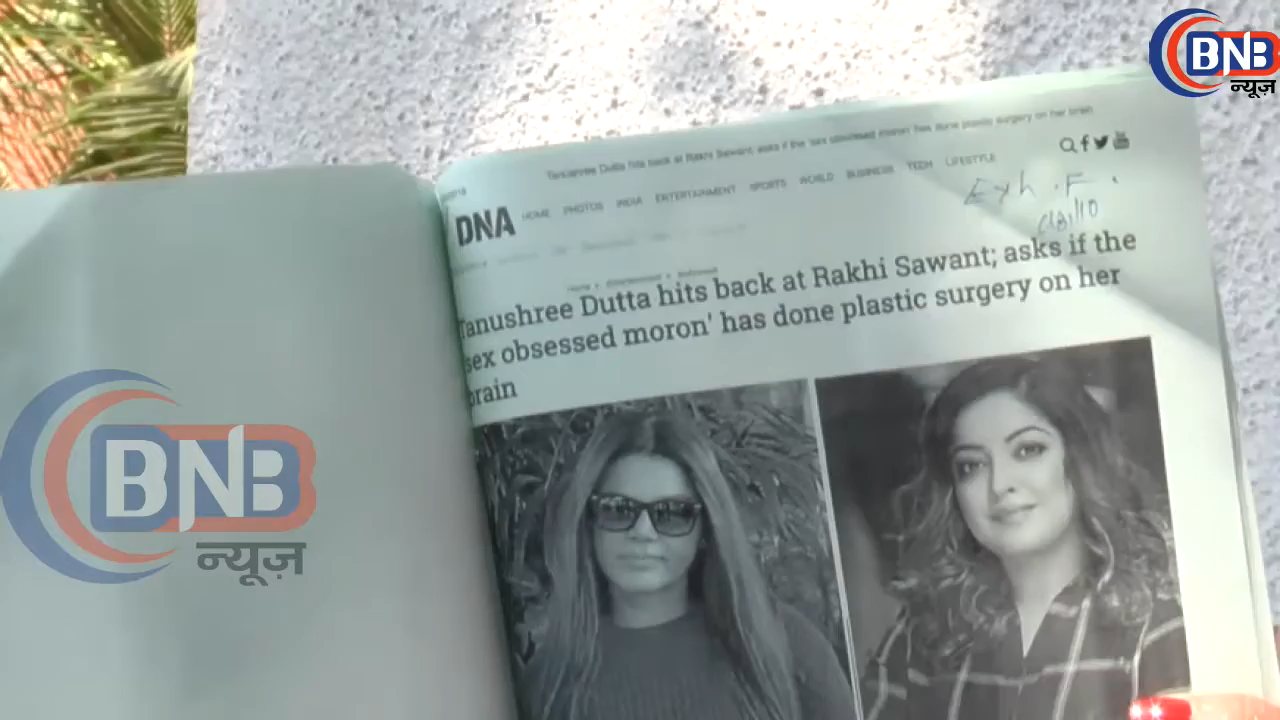 BNB
न्यूज़
Tanushree Dutta hits back at Rakhi Sawant; asks if the 'sex obsessed moron' has done plastic surgery on her brain
DNA HOME PHOTOS INDIA ENTERTAINMENT SPORTS WORLD BUSINESS TECH LIFESTYLE
Exh. F.
Tanushree Dutta hits back at Rakhi Sawant; asks if the
sex obsessed moron' has done plastic surgery on her
brain
BNB
न्यूज़